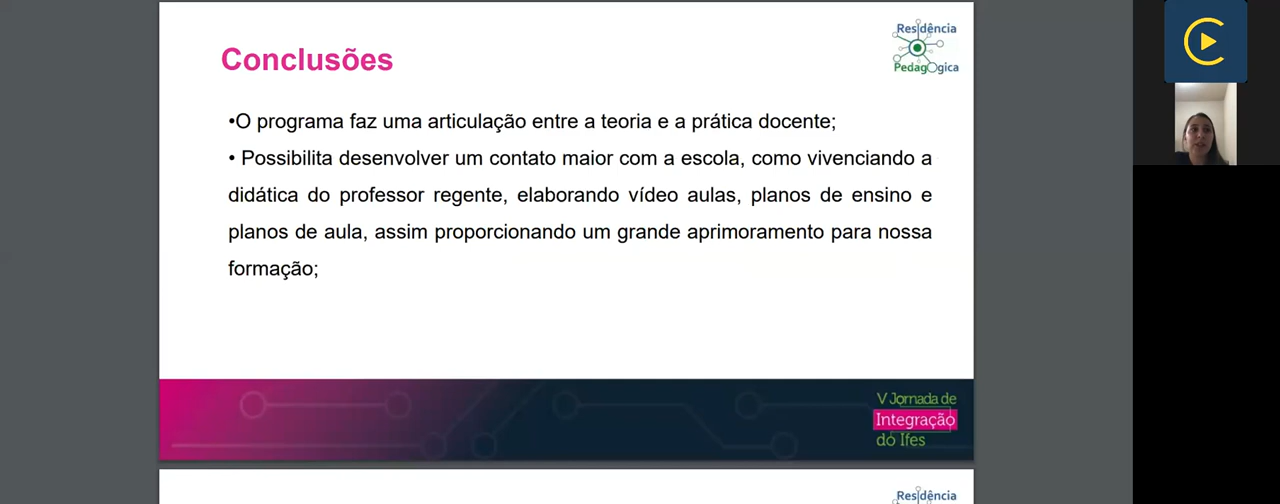 Conclusões
Residência
Pedagógica
•O programa faz uma articulação entre a teoria e a prática docente;
• Possibilita desenvolver um contato maior com a escola, como vivenciando a
didática do professor regente, elaborando vídeo aulas, planos de ensino e
planos de aula, assim proporcionando um grande aprimoramento para nossa
formação;
V Jornada de
Integração
do Ifes
Residência